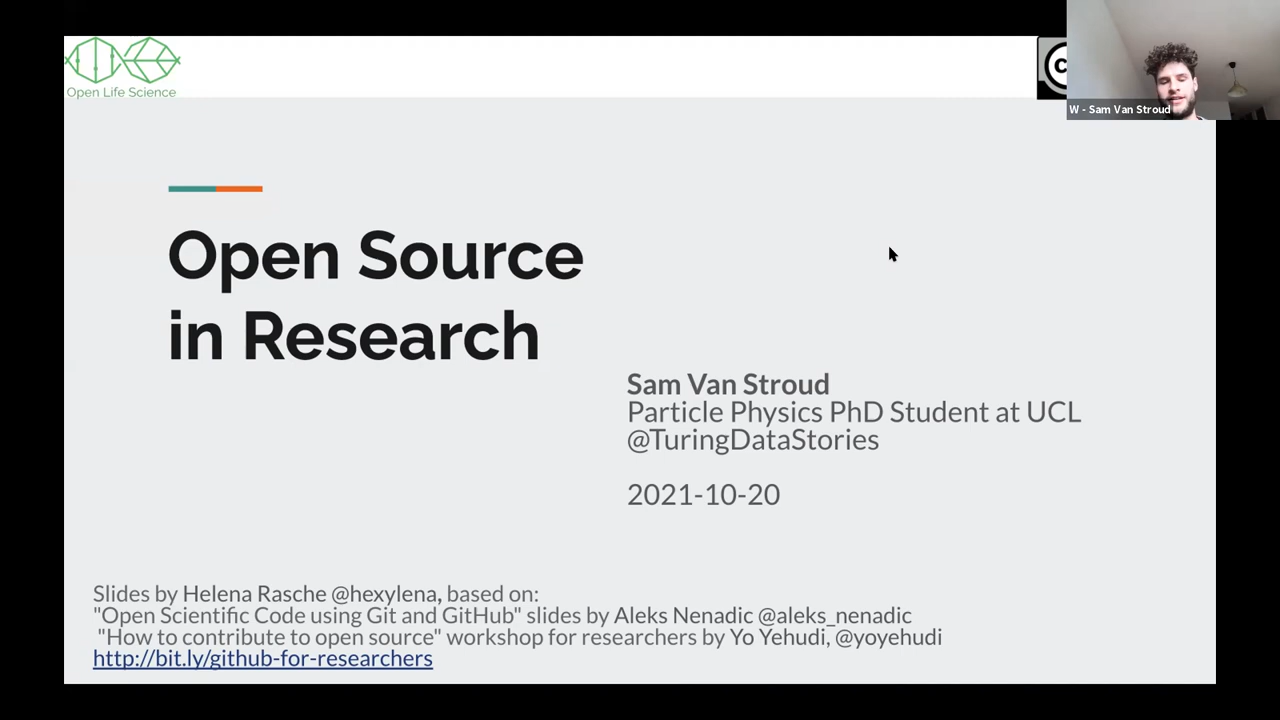 Open Life Science
W - Sam Van Stroud
Open Source
in Research
Sam Van Stroud
Particle Physics PhD Student at UCL
@TuringDataStories
2021-10-20
Slides by Helena Rasche @hexylena, based on:
"Open Scientific Code using Git and GitHub" slides by Aleks Nenadic @aleks_nenadic
"How to contribute to open source" workshop for researchers by Yo Yehudi, @yoyehudi
http://bit.ly/github-for-researchers